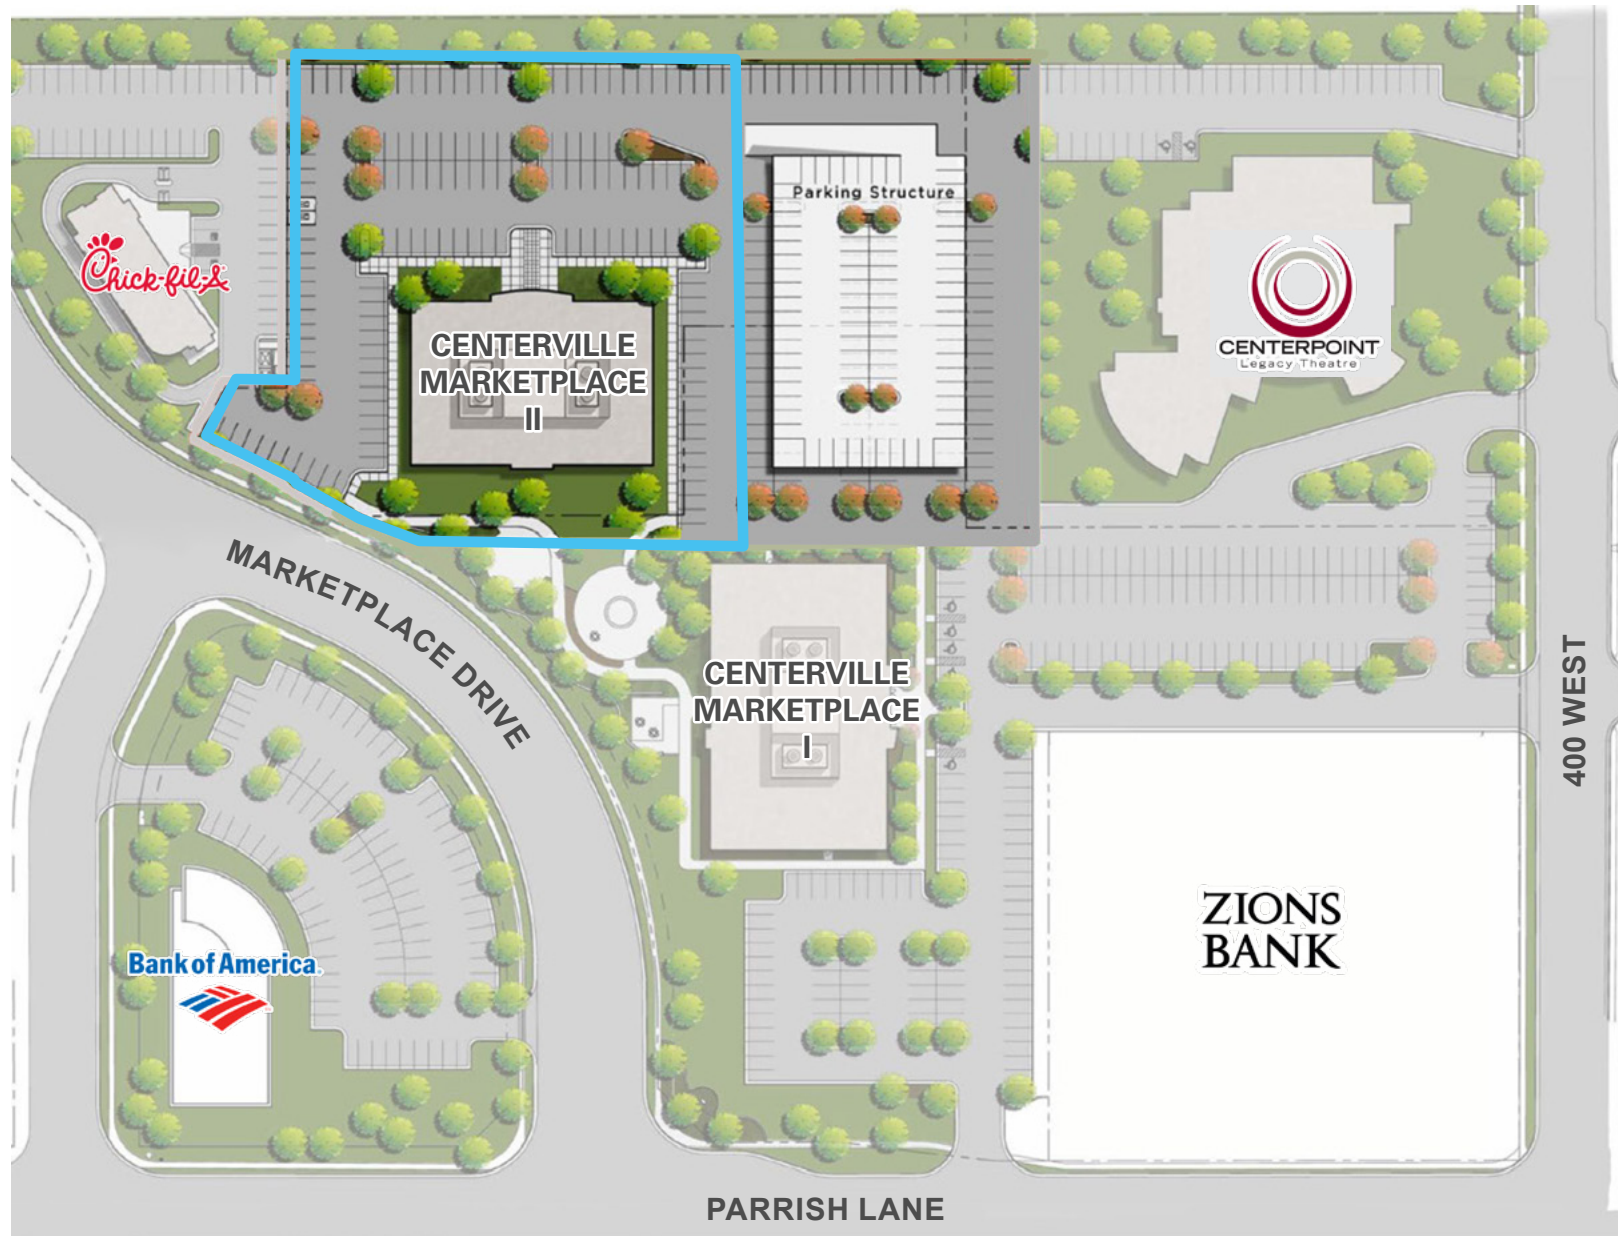 Parking Structure
Chick-fil-A
CENTERVILLE
MARKETPLACE
II
CENTERPOINT
Legacy Theatre
MARKETPLACE DRIVE
CENTERVILLE
MARKETPLACE
I
400 WEST
ZIONS
BANK
Bank of America
PARRISH LANE